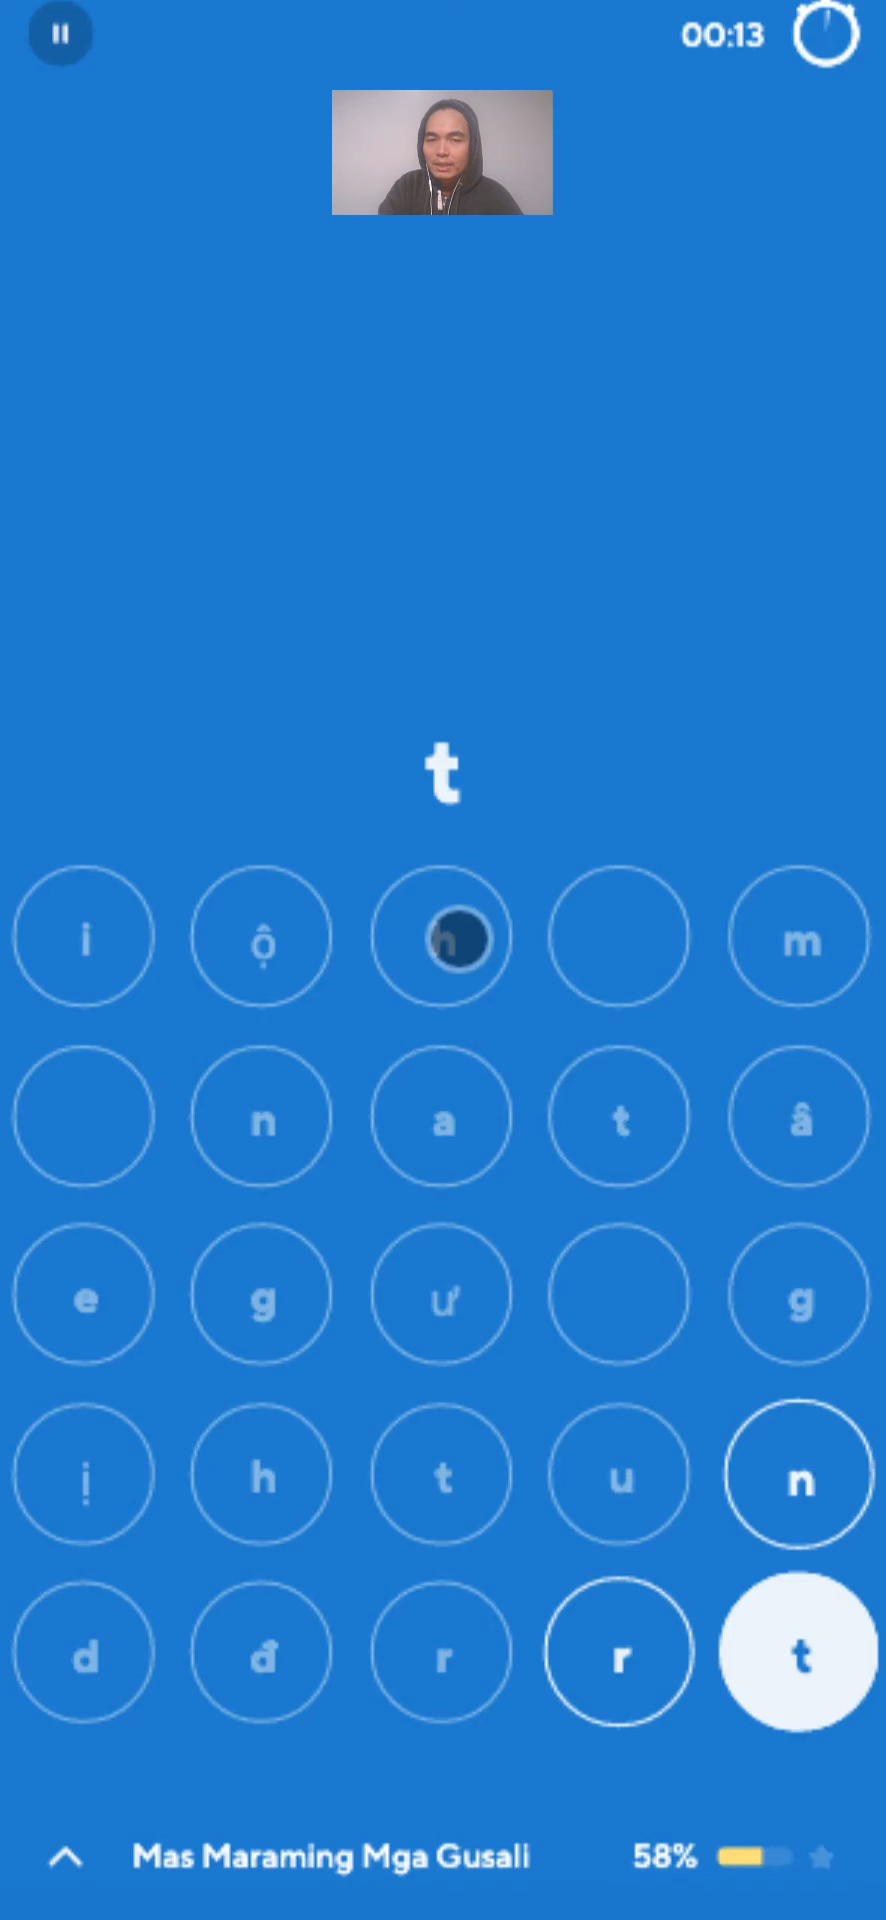 00:13
t
i ộ h m
n a t â
e g ư g
ị h t u n
d đ r r t
Mas Maraming Mga Gusali 58%